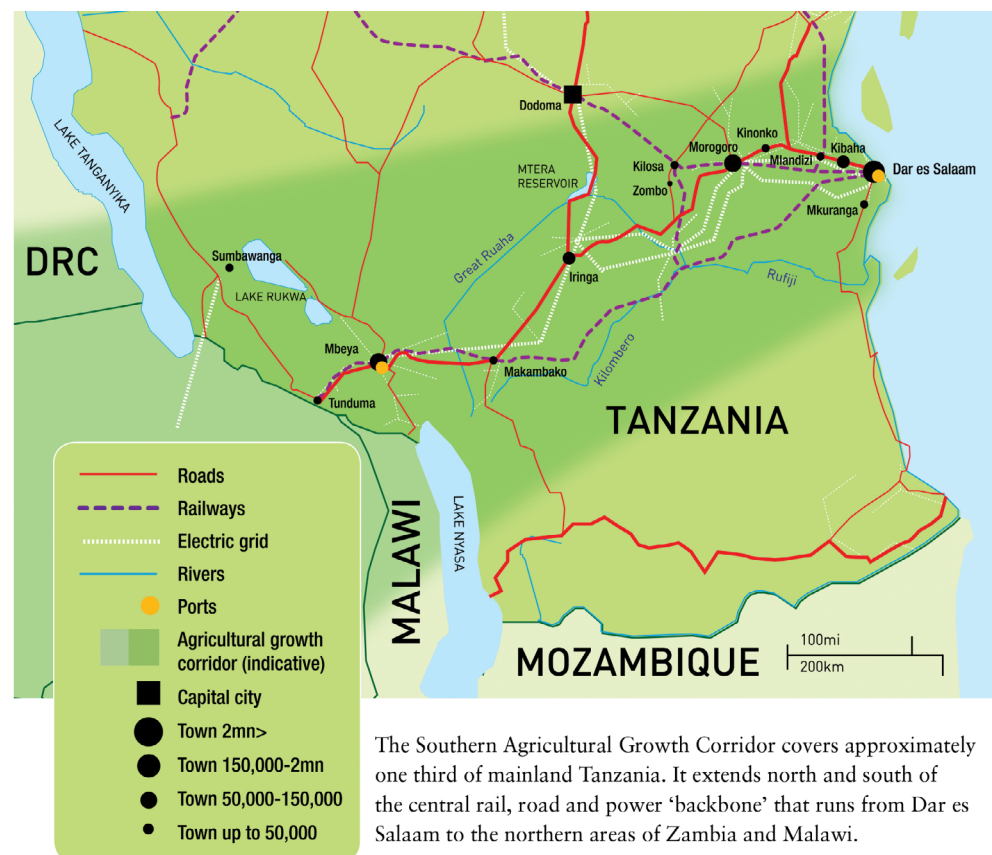 Dodoma
Kinonko
Morogoro
Kibaha
Mlandizi
Kilosa
Dar es Salaam
MTERA
RESERVOIR
Zombo
Mkuranga
LAKE TANGANYIKA
DRC
Sumbawanga
Great Ruaha
Iringa
Rufiji
LAKE RUKWA
Mbeya
Makambako
Kilombero
Tunduma
TANZANIA
MALAWI
LAKE NYASA
MOZAMBIQUE
100mi
200km
Roads
Railways
Electric grid
Rivers
Ports
Agricultural growth
corridor (indicative)
Capital city
Town 2mn>
Town 150,000-2mn
Town 50,000-150,000
Town up to 50,000
The Southern Agricultural Growth Corridor covers approximately
one third of mainland Tanzania. It extends north and south of
the central rail, road and power ‘backbone’ that runs from Dar es
Salaam to the northern areas of Zambia and Malawi.